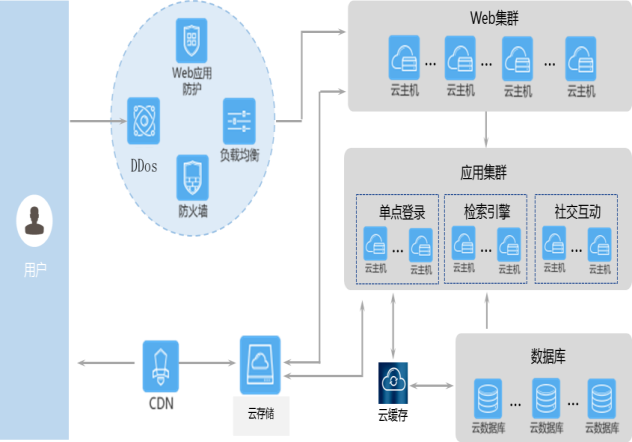 用户
Web应用
防护
DDos
负载均衡
防火墙
CDN
云存储
Web集群
云主机
...
云主机
...
云主机
...
云主机
应用集群
单点登录
检索引擎
社交互动
云主机
...
云主机
云主机
...
云主机
云主机
...
云主机
云缓存
数据库
云数据库
...
云数据库
...
云数据库